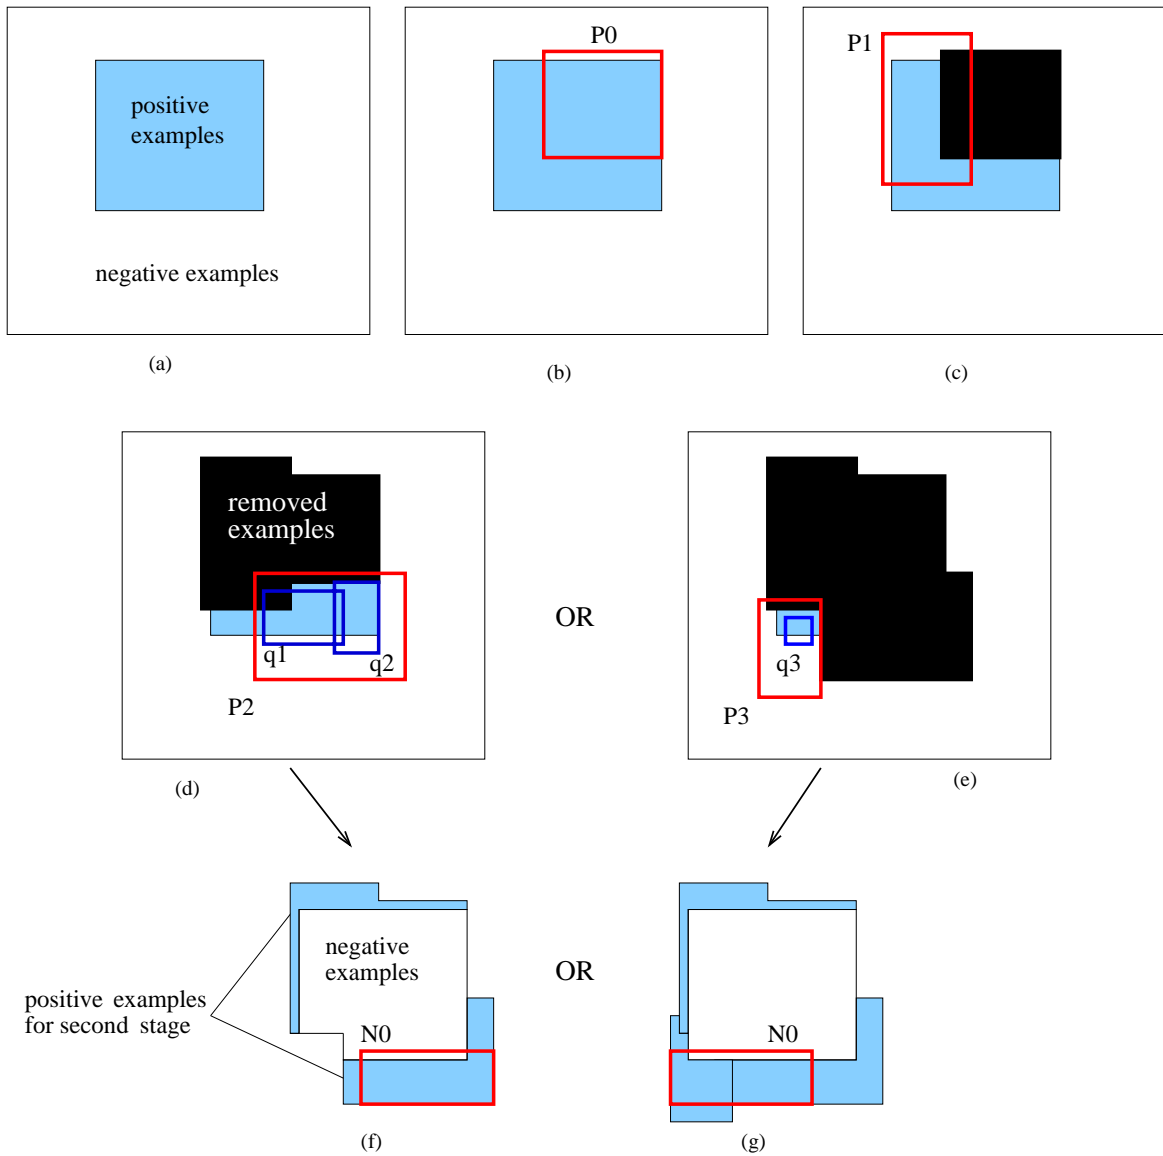 positive
examples
negative examples
(a)
P0
(b)
P1
(c)
removed
examples
q1
q2
P2
(d)
OR
q3
P3
(e)
negative
examples
positive examples
for second stage
N0
(f)
OR
N0
(g)